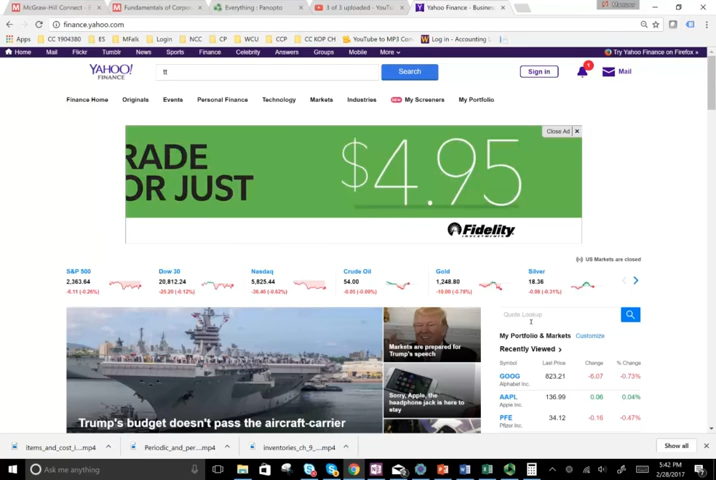 McGraw-Hill Connect - A
Fundamentals of Corpor
Everything - Panopto
3 of 3 uploaded - YouTu
Yahoo Finance - Busines
finance.yahoo.com
Apps
CC 1904380
ES
MFalk
Login
NCC
CP
WCU
CCP
CC KOP CH
YouTube to MP3 Com
Log in - Accounting
Home
Mail
Flickr
Tumblr
News
Sports
Finance
Celebrity
Answers
Groups
Mobile
More
Try Yahoo Finance on Firefox »
YAHOO!
FINANCE
tl
Search
Sign in
1
Mail
Finance Home
Originals
Events
Personal Finance
Technology
Markets
Industries
NEW
My Screeners
My Portfolio
Close Ad
RADE
OR JUST
$4.95
Fidelity
INVESTMENTS
US Markets are closed
S&P 500
2,363.64
-6.11 (-0.26%)
Dow 30
20,812.24
-25.20 (-0.12%)
Nasdaq
5,825.44
-36.46 (-0.62%)
Crude Oil
54.00
-0.05 (-0.09%)
Gold
1,248.80
-10.00 (-0.79%)
Silver
18.36
-0.06 (-0.31%)
Trump's budget doesn't pass the aircraft-carrier
Markets are prepared for
Trump's speech
Sorry, Apple, the
headphone jack is here to
stay
Quote Lookup
My Portfolio & Markets
Customize
Recently Viewed
Symbol
Last Price
Change
% Change
GOOG
823.21
-6.07
-0.73%
Alphabet Inc.
AAPL
136.99
0.06
0.04%
Apple Inc.
PFE
34.12
-0.16
-0.47%
Pfizer Inc.
Items_and_cost_i....mp4
Periodic_and_per....mp4
inventories_ch_9_....mp4
Show all
Ask me anything
5:42 PM
2/28/2017